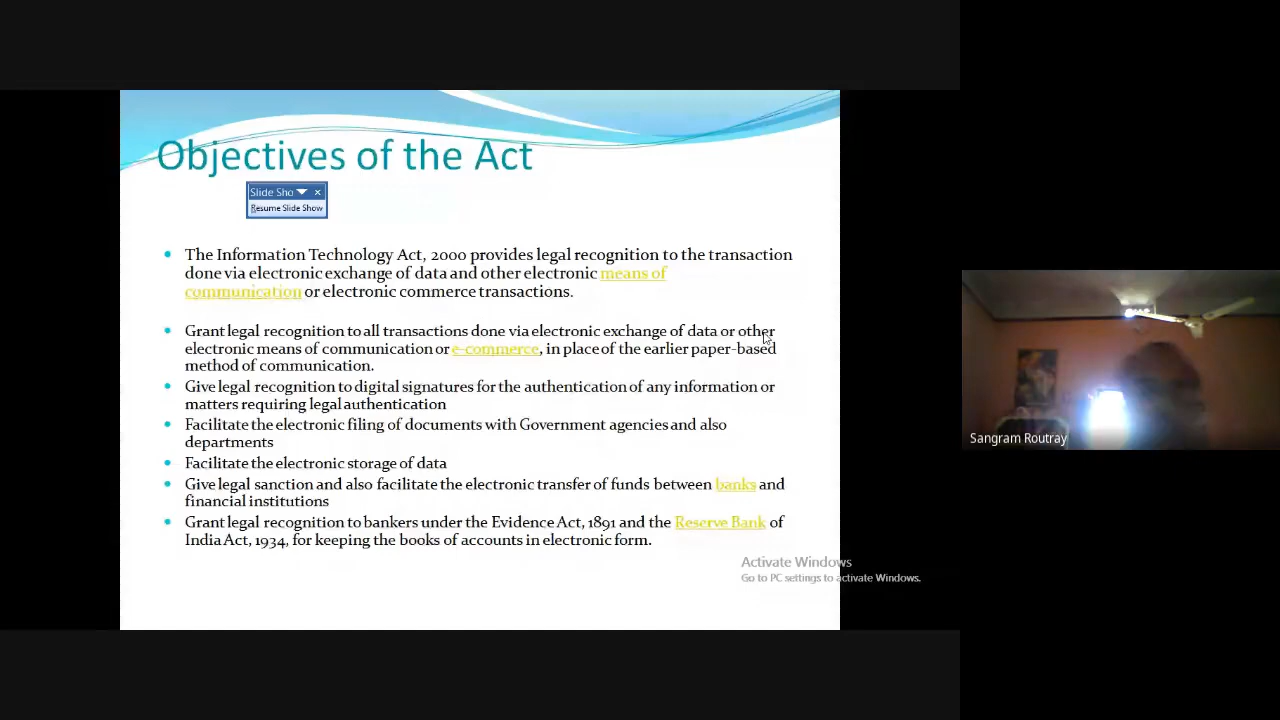 Objectives of the Act
Slide Sho
Resume Slide Show
The Information Technology Act, 2000 provides legal recognition to the transaction
done via electronic exchange of data and other electronic means of
communication or electronic commerce transactions.
Grant legal recognition to all transactions done via electronic exchange of data or other
electronic means of communication or e-commerce, in place of the earlier paper-based
method of communication.
Give legal recognition to digital signatures for the authentication of any information or
matters requiring legal authentication
Facilitate the electronic filing of documents with Government agencies and also
departments
Facilitate the electronic storage of data
Give legal sanction and also facilitate the electronic transfer of funds between banks and
financial institutions
Grant legal recognition to bankers under the Evidence Act, 1891 and the Reserve Bank of
India Act, 1934, for keeping the books of accounts in electronic form.
Activate Windows
Go to PC settings to activate Windows.
Sangram Routray